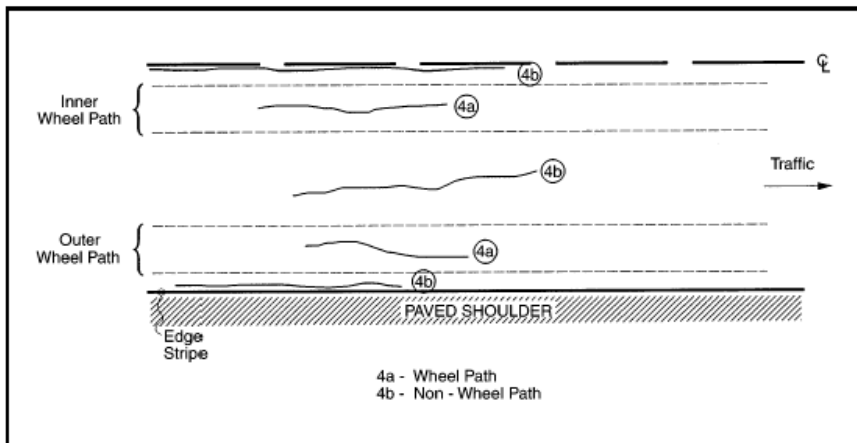 ℄
4b
Inner
Wheel Path
4a
Traffic
4b
Outer
Wheel Path
4a
4b
PAVED SHOULDER
Edge
Stripe
4a - Wheel Path
4b - Non - Wheel Path